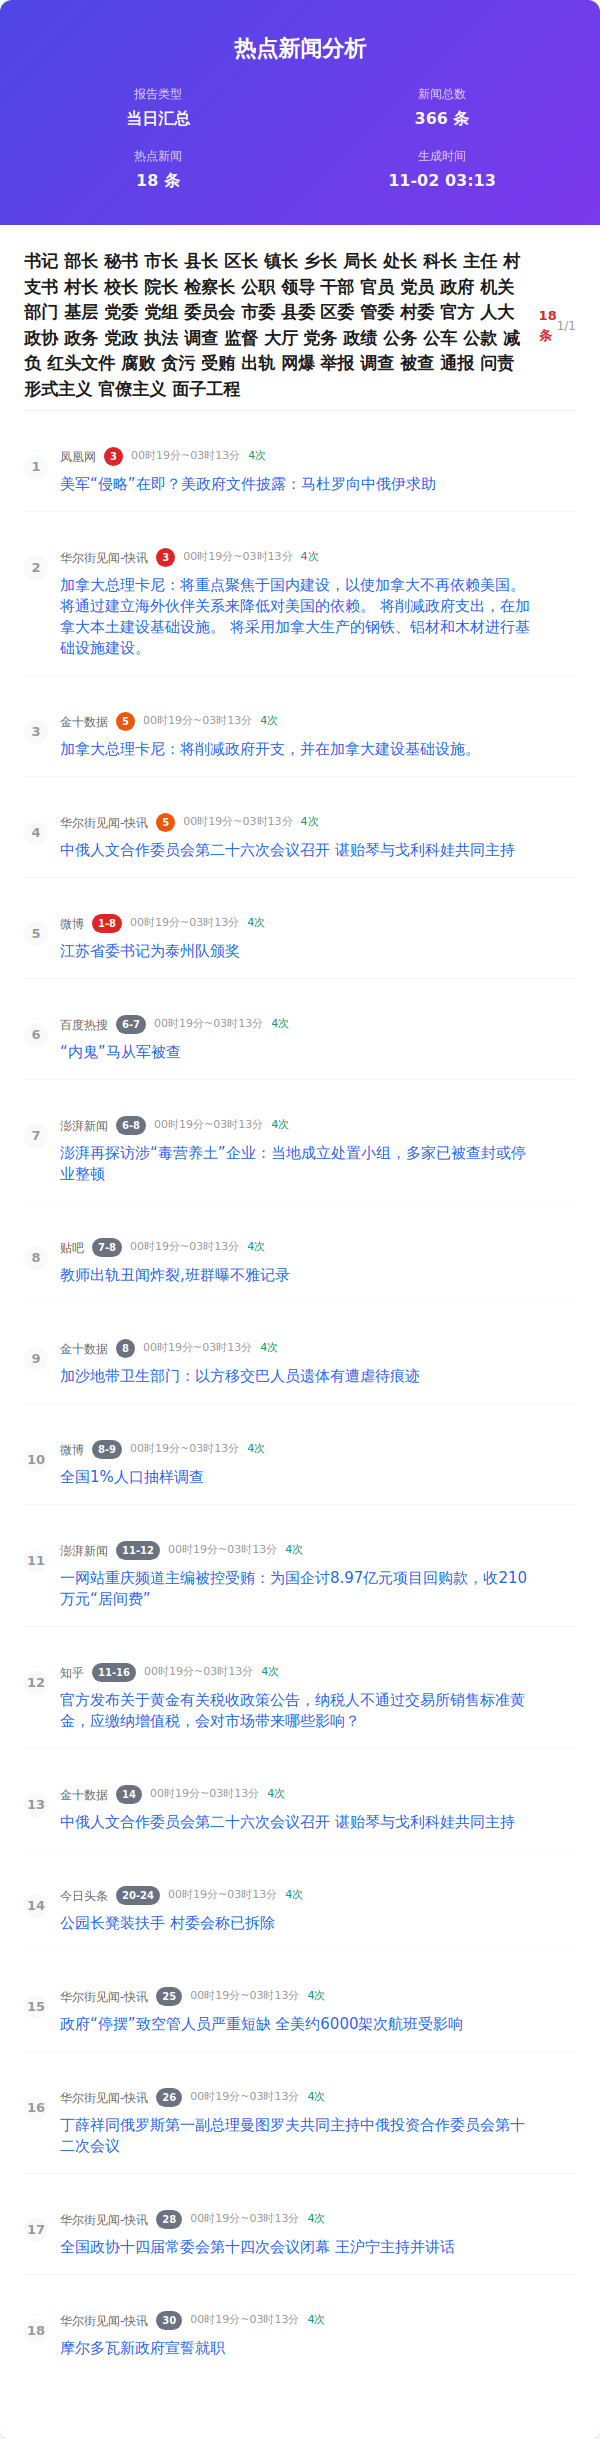 热点新闻分析
报告类型
当日汇总
新闻总数
366 条
热点新闻
18 条
生成时间
11-02 03:13
书记 部长 秘书 市长 县长 区长 镇长 乡长 局长 处长 科长 主任 村
支书 村长 校长 院长 检察长 公职 领导 干部 官员 党员 政府 机关
部门 基层 党委 党组 委员会 市委 县委 区委 管委 村委 官方 人大
政协 政务 党政 执法 调查 监督 大厅 党务 政绩 公务 公车 公款 减
负 红头文件 腐败 贪污 受贿 出轨 网爆 举报 调查 被查 通报 问责
形式主义 官僚主义 面子工程
18
条
1/1
1
凤凰网 3 00时19分~03时13分 4次
美军“侵略”在即？美政府文件披露：马杜罗向中俄伊求助
2
华尔街见闻-快讯 3 00时19分~03时13分 4次
加拿大总理卡尼：将重点聚焦于国内建设，以使加拿大不再依赖美国。
将通过建立海外伙伴关系来降低对美国的依赖。 将削减政府支出，在加
拿大本土建设基础设施。 将采用加拿大生产的钢铁、铝材和木材进行基
础设施建设。
3
金十数据 5 00时19分~03时13分 4次
加拿大总理卡尼：将削减政府开支，并在加拿大建设基础设施。
4
华尔街见闻-快讯 5 00时19分~03时13分 4次
中俄人文合作委员会第二十六次会议召开 谌贻琴与戈利科娃共同主持
5
微博 1-8 00时19分~03时13分 4次
江苏省委书记为泰州队颁奖
6
百度热搜 6-7 00时19分~03时13分 4次
“内鬼”马从军被查
7
澎湃新闻 6-8 00时19分~03时13分 4次
澎湃再探访涉“毒营养土”企业：当地成立处置小组，多家已被查封或停
业整顿
8
贴吧 7-8 00时19分~03时13分 4次
教师出轨丑闻炸裂,班群曝不雅记录
9
金十数据 8 00时19分~03时13分 4次
加沙地带卫生部门：以方移交巴人员遗体有遭虐待痕迹
10
微博 8-9 00时19分~03时13分 4次
全国1%人口抽样调查
11
澎湃新闻 11-12 00时19分~03时13分 4次
一网站重庆频道主编被控受贿：为国企讨8.97亿元项目回购款，收210
万元“居间费”
12
知乎 11-16 00时19分~03时13分 4次
官方发布关于黄金有关税收政策公告，纳税人不通过交易所销售标准黄
金，应缴纳增值税，会对市场带来哪些影响？
13
金十数据 14 00时19分~03时13分 4次
中俄人文合作委员会第二十六次会议召开 谌贻琴与戈利科娃共同主持
14
今日头条 20-24 00时19分~03时13分 4次
公园长凳装扶手 村委会称已拆除
15
华尔街见闻-快讯 25 00时19分~03时13分 4次
政府“停摆”致空管人员严重短缺 全美约6000架次航班受影响
16
华尔街见闻-快讯 26 00时19分~03时13分 4次
丁薛祥同俄罗斯第一副总理曼图罗夫共同主持中俄投资合作委员会第十
二次会议
17
华尔街见闻-快讯 28 00时19分~03时13分 4次
全国政协十四届常委会第十四次会议闭幕 王沪宁主持并讲话
18
华尔街见闻-快讯 30 00时19分~03时13分 4次
摩尔多瓦新政府宣誓就职